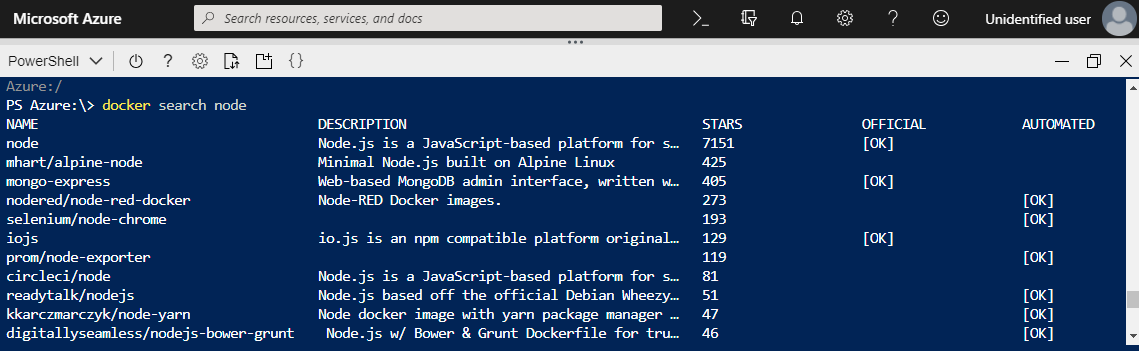 Microsoft Azure Search resources, services, and docs Unidentified user
PowerShell
Azure:/
PS Azure:\> docker search node
NAME DESCRIPTION STARS OFFICIAL AUTOMATED
node Node.js is a JavaScript-based platform for s… 7151 [OK]
mhart/alpine-node Minimal Node.js built on Alpine Linux 425
mongo-express Web-based MongoDB admin interface, written w… 405 [OK]
nodered/node-red-docker Node-RED Docker images. 273 [OK]
selenium/node-chrome 193 [OK]
iojs io.js is an npm compatible platform original… 129 [OK]
prom/node-exporter 119 [OK]
circleci/node Node.js is a JavaScript-based platform for s… 81
readytalk/nodejs Node.js based off the official Debian Wheezy… 51 [OK]
kkarczmarczyk/node-yarn Node docker image with yarn package manager … 47 [OK]
digitallyseamless/nodejs-bower-grunt Node.js w/ Bower & Grunt Dockerfile for tru… 46 [OK]